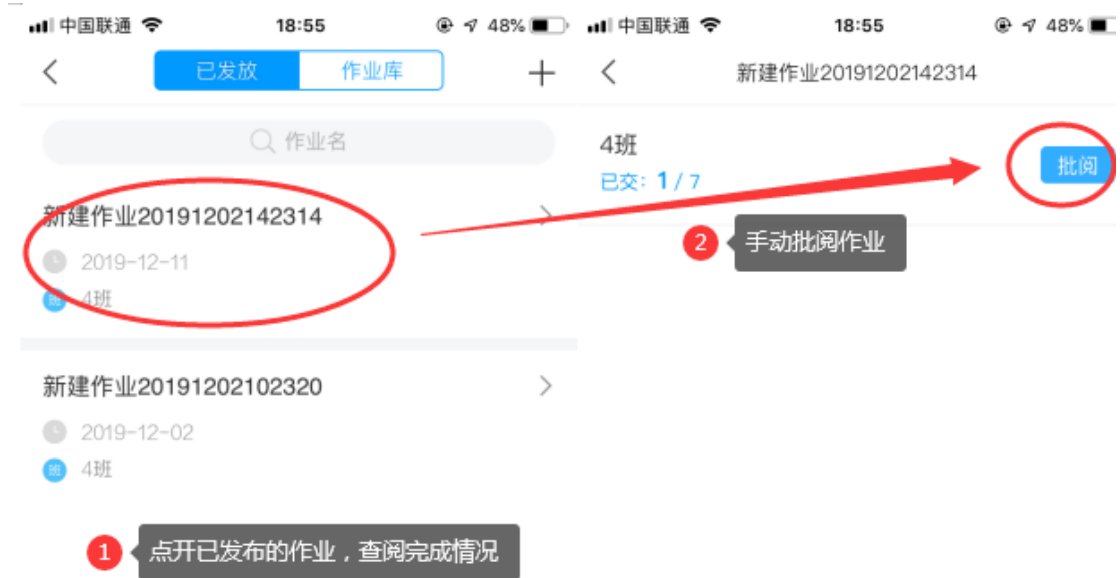 中国联通 18:55 48%
已发放 作业库
作业名
新建作业20191202142314
2019-12-11
班 4班
新建作业20191202102320
2019-12-02
班 4班
1 点开已发布的作业，查阅完成情况
中国联通 18:55 48%
新建作业20191202142314
4班
已交：1/7
批阅
2 手动批阅作业